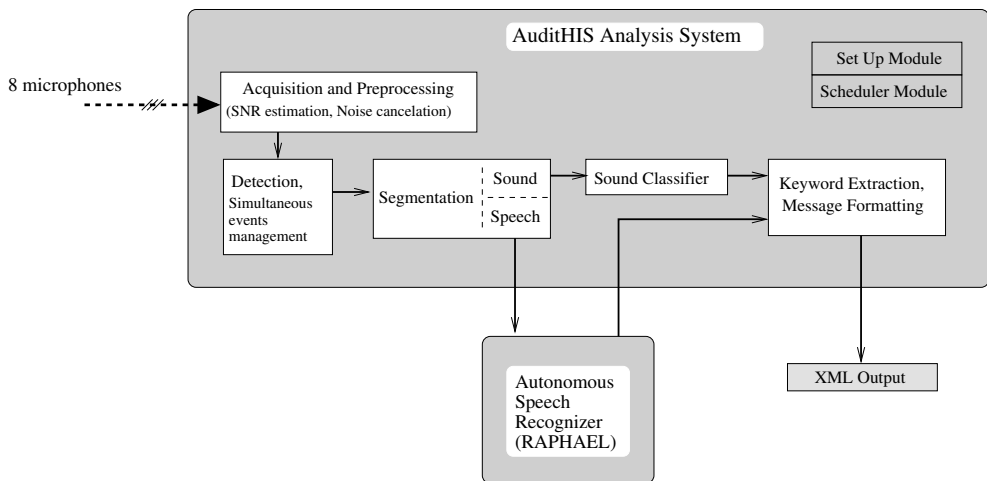 AuditHIS Analysis System
Set Up Module
Scheduler Module
8 microphones
Acquisition and Preprocessing
(SNR estimation, Noise cancelation)
Detection,
Simultaneous
events
management
Segmentation
Sound
Speech
Sound Classifier
Keyword Extraction,
Message Formatting
Autonomous
Speech
Recognizer
(RAPHAEL)
XML Output